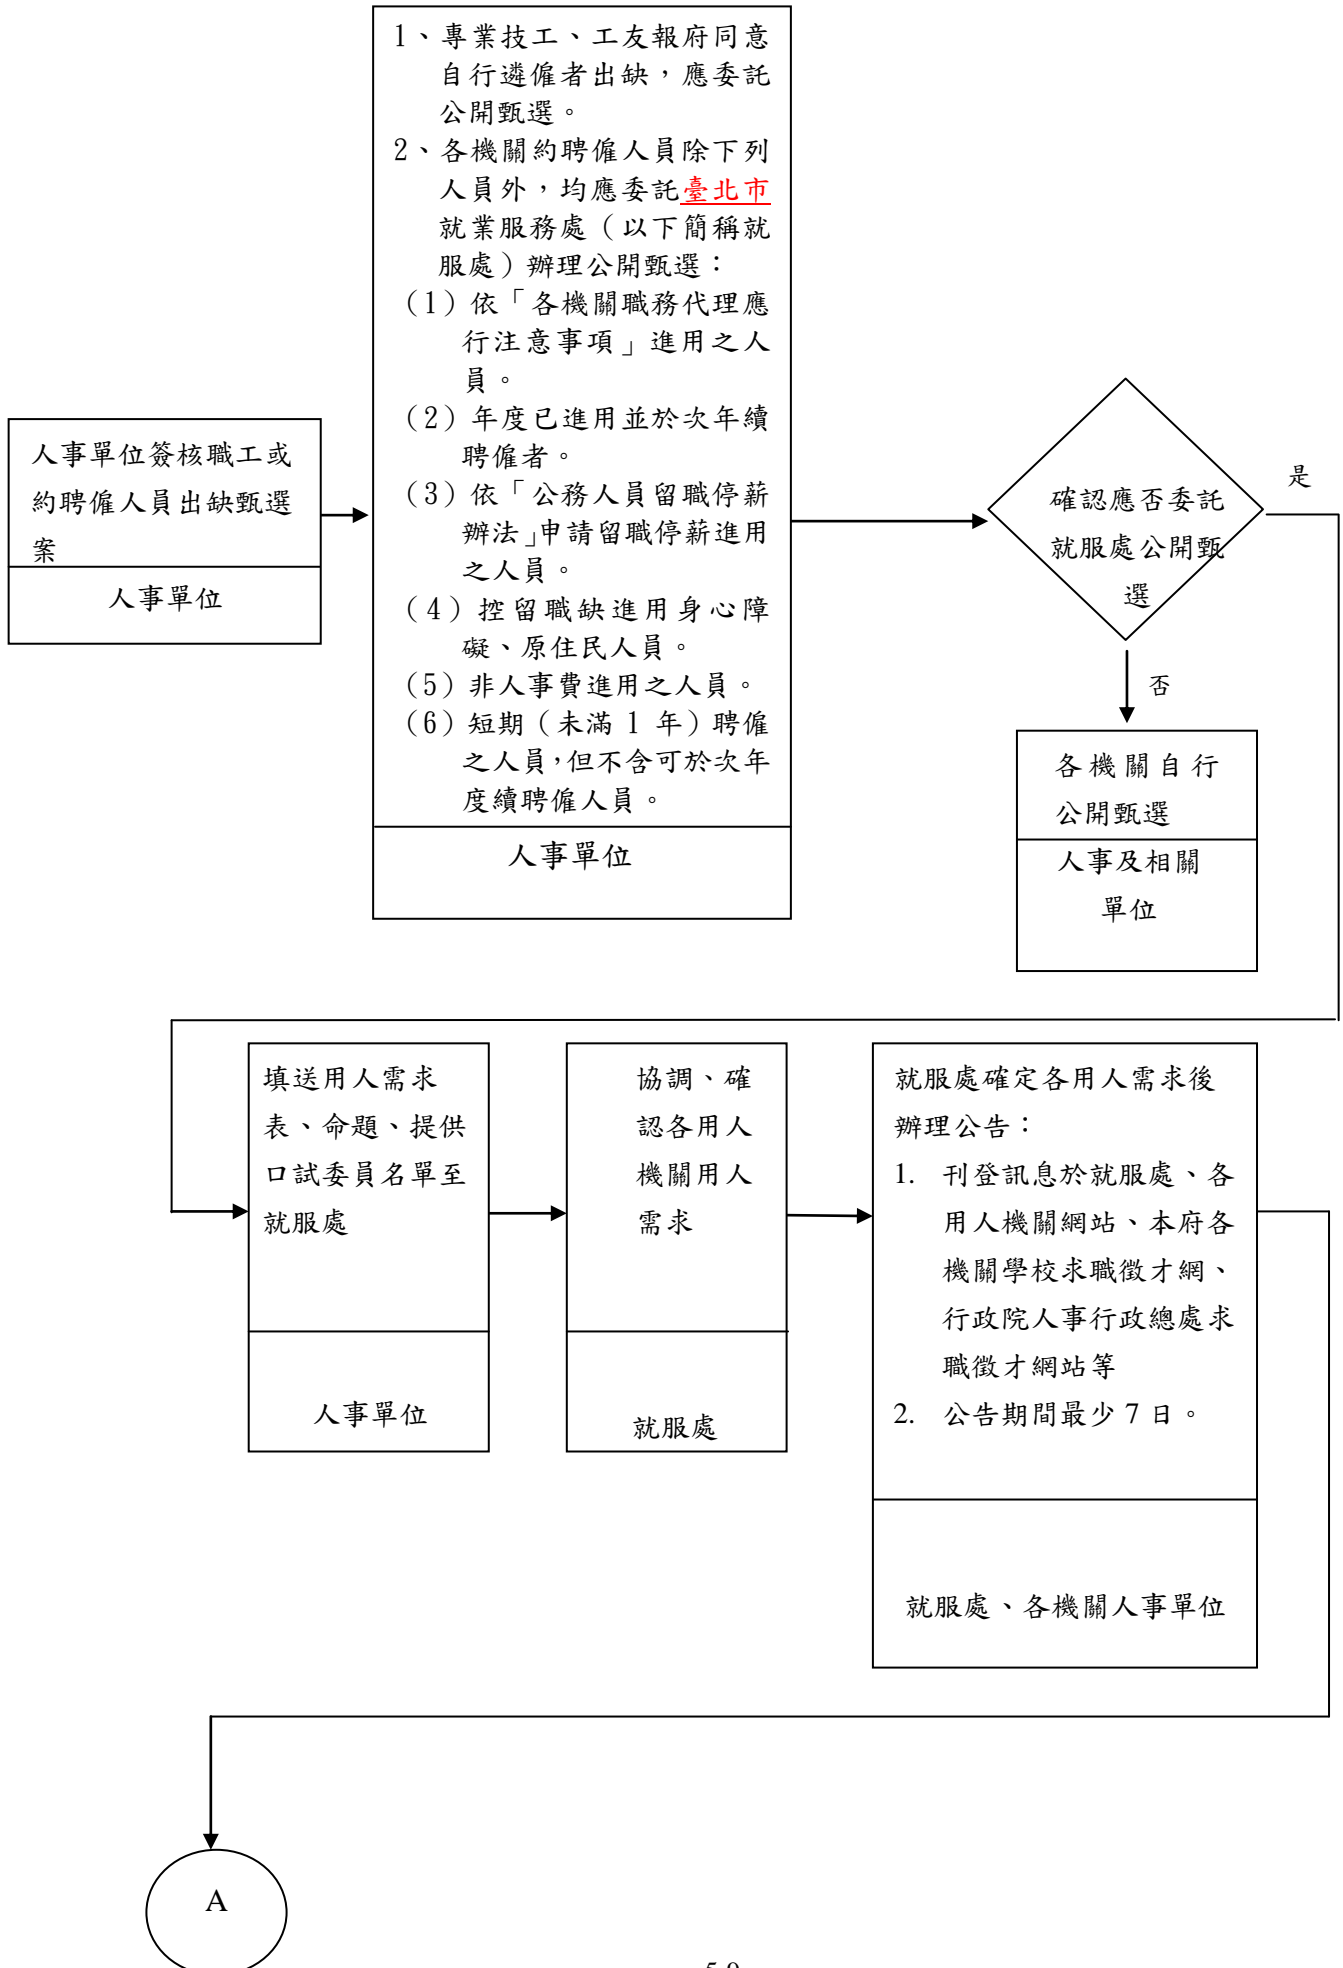 1、專業技工、工友報府同意
自行遴僱者出缺，應委託
公開甄選。
2、各機關約聘僱人員除下列
人員外，均應委託臺北市
就業服務處（以下簡稱就
服處）辦理公開甄選：
（1）依「各機關職務代理應
行注意事項」進用之人
員。
（2）年度已進用並於次年續
聘僱者。
（3）依「公務人員留職停薪
辦法」申請留職停薪進用
之人員。
（4）控留職缺進用身心障
礙、原住民人員。
（5）非人事費進用之人員。
（6）短期（未滿 1 年）聘僱
之人員，但不含可於次年
度續聘僱人員。
人事單位
人事單位簽核職工或
約聘僱人員出缺甄選
案
人事單位
確認應否委託
就服處公開甄
選
是
否
各機關自行
公開甄選
人事及相關
單位
填送用人需求
表、命題、提供
口試委員名單至
就服處
人事單位
協調、確
認各用人
機關用人
需求
就服處
就服處確定各用人需求後
辦理公告：
1. 刊登訊息於就服處、各
用人機關網站、本府各
機關學校求職徵才網、
行政院人事行政總處求
職徵才網站等
2. 公告期間最少 7 日。
就服處、各機關人事單位
A